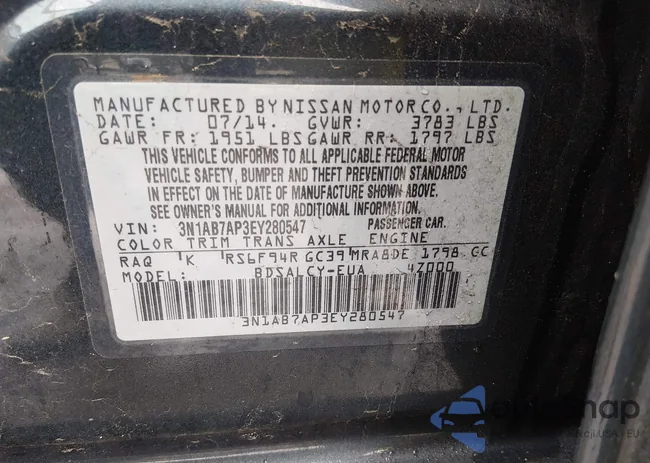 MANUFACTURED BY NISSAN MOTOR CO., LTD.
DATE: 07/14. GVWR: 3783 LBS
GAWR FR: 1951 LBS GAWR RR: 1797 LBS
THIS VEHICLE CONFORMS TO ALL APPLICABLE FEDERAL MOTOR
VEHICLE SAFETY, BUMPER AND THEFT PREVENTION STANDARDS
IN EFFECT ON THE DATE OF MANUFACTURE SHOWN ABOVE.
SEE OWNER'S MANUAL FOR ADDITIONAL INFORMATION.
VIN: 3N1AB7AP3EY280547 PASSENGER CAR.
COLOR TRIM TRANS AXLE ENGINE
RAQ K RS6F94R GC39 MRA8DE 1798 CC
MODEL: BDSALCY-EUA 4Z000
3N1AB7AP3EY280547